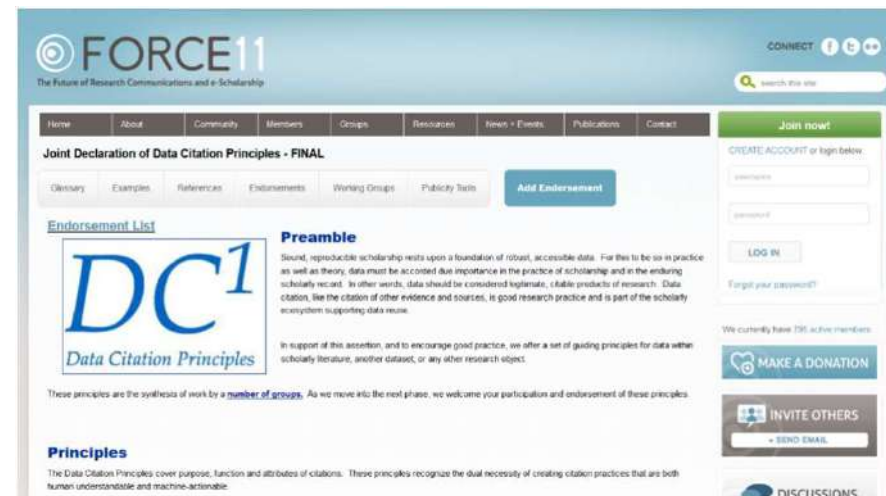 FORCE11
The Future of Research Communications and e-Scholarship
CONNECT
search this site
Home About Community Members Groups Resources News + Events Publications Contact
Join now!
Joint Declaration of Data Citation Principles - FINAL
CREATE ACCOUNT or login below
username
Glossary Examples References Endorsements Working Groups Publicity Tools Add Endorsement
password
Endorsement List
LOG IN
Forgot your password?
DC1
Data Citation Principles
Preamble
Sound, reproducible scholarship rests upon a foundation of robust, accessible data. For this to be so in practice
as well as theory, data must be accorded due importance in the practice of scholarship and in the enduring
scholarly record. In other words, data should be considered legitimate, citable products of research. Data
citation, like the citation of other evidence and sources, is good research practice and is part of the scholarly
ecosystem supporting data reuse.
In support of this assertion, and to encourage good practice, we offer a set of guiding principles for data within
scholarly literature, another dataset, or any other research object.
These principles are the synthesis of work by a number of groups. As we move into the next phase, we welcome your participation and endorsement of these principles.
We currently have active members
MAKE A DONATION
INVITE OTHERS
+ SEND EMAIL
DISCUSSIONS
Principles
The Data Citation Principles cover purpose, function and attributes of citations. These principles recognize the dual necessity of creating citation practices that are both
human understandable and machine-actionable.